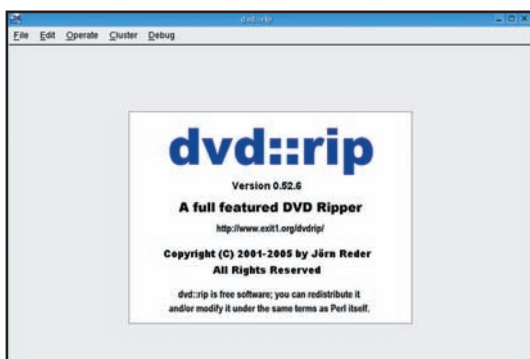 dvd::rip
File Edit Operate Cluster Debug
dvd::rip
Version 0.52.6
A full featured DVD Ripper
http://www.exit1.org/dvdrip/
Copyright (C) 2001-2005 by Jörn Reder
All Rights Reserved
dvd::rip is free software; you can redistribute it
and/or modify it under the same terms as Perl itself.